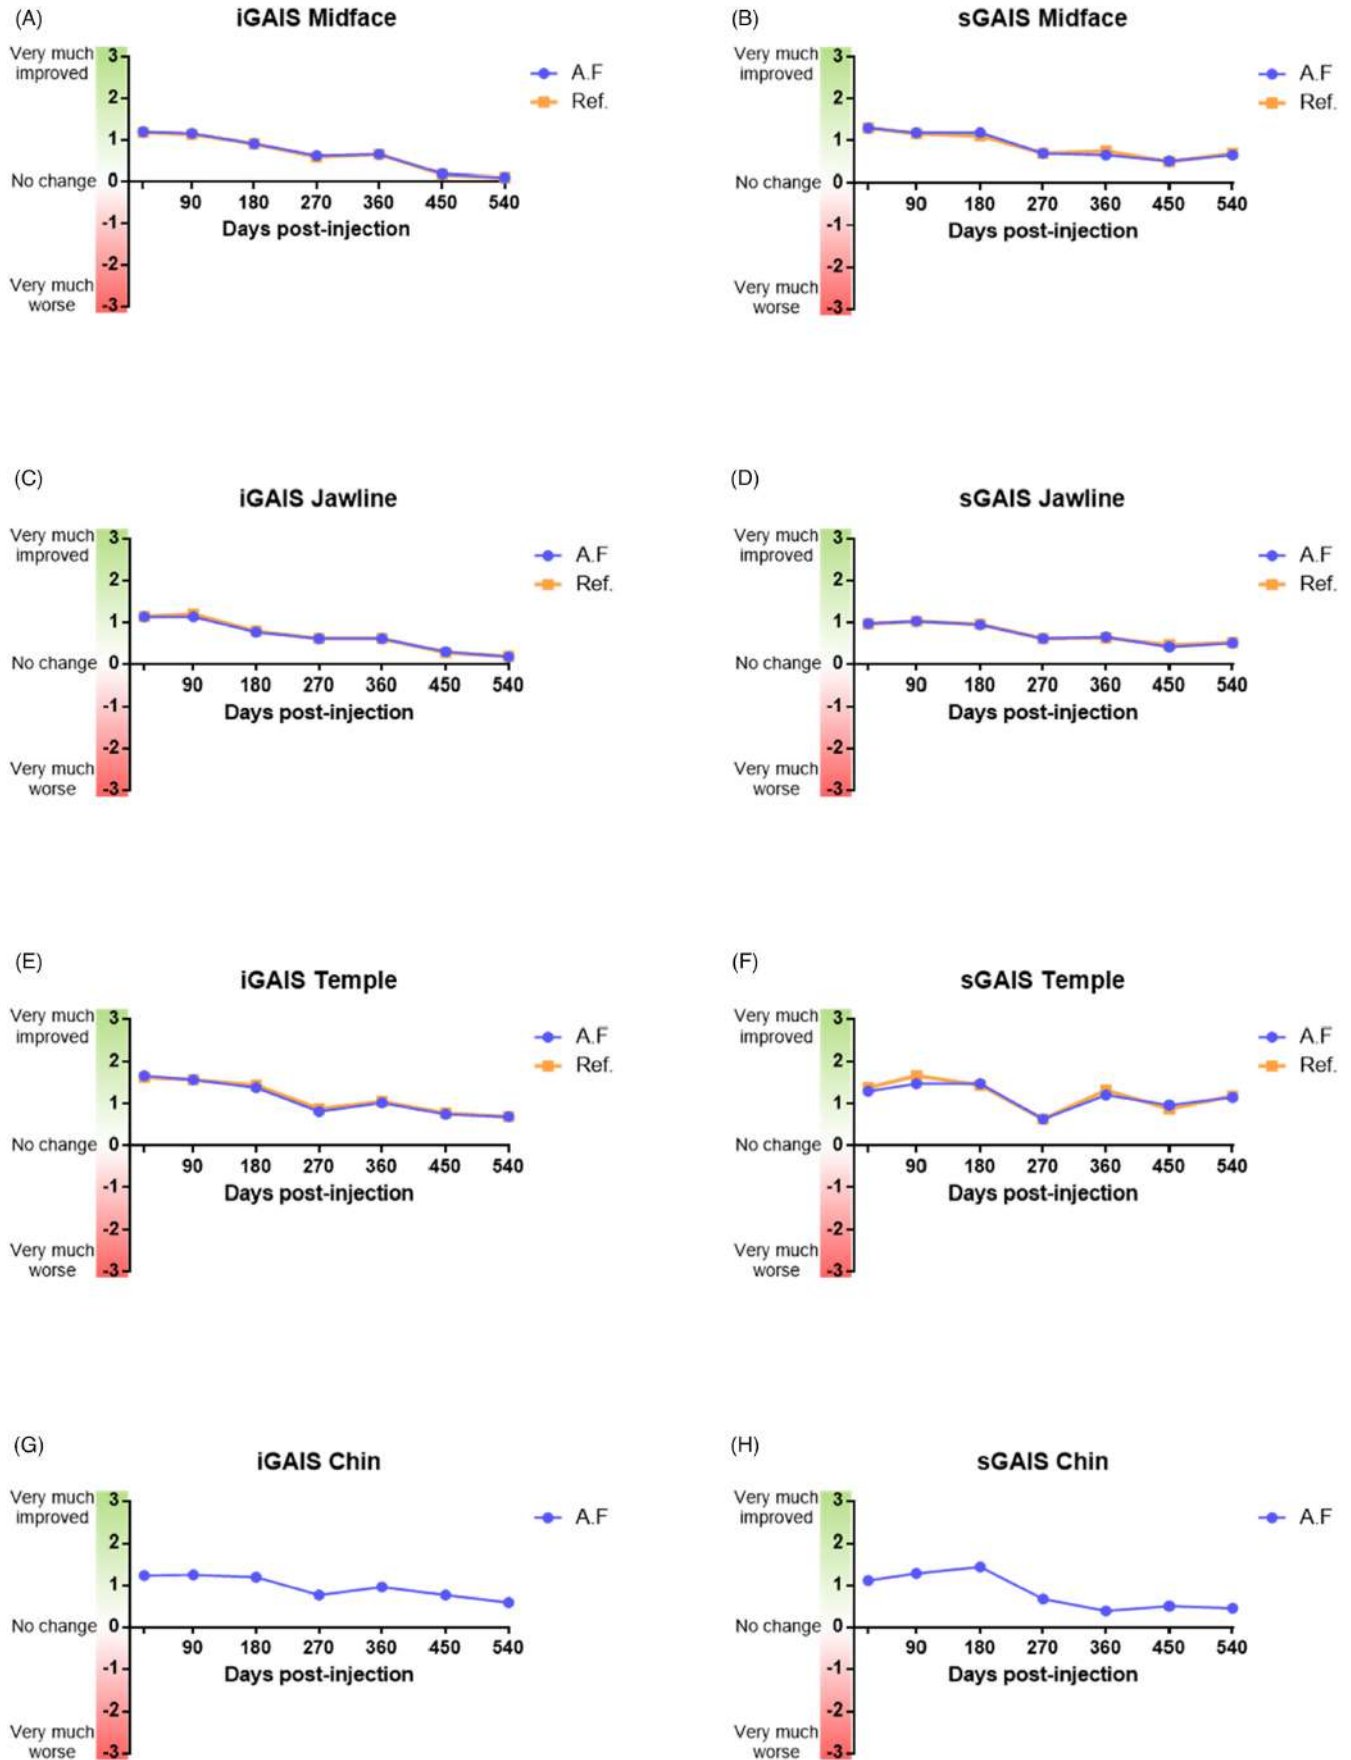 (A)
iGAIS Midface
Very much
improved
3
2
1
No change 0
-1
-2
Very much
worse
-3
90 180 270 360 450 540
Days post-injection
A.F
Ref.
(B)
sGAIS Midface
Very much
improved
3
2
1
No change 0
-1
-2
Very much
worse
-3
90 180 270 360 450 540
Days post-injection
A.F
Ref.
(C)
iGAIS Jawline
Very much
improved
3
2
1
No change 0
-1
-2
Very much
worse
-3
90 180 270 360 450 540
Days post-injection
A.F
Ref.
(D)
sGAIS Jawline
Very much
improved
3
2
1
No change 0
-1
-2
Very much
worse
-3
90 180 270 360 450 540
Days post-injection
A.F
Ref.
(E)
iGAIS Temple
Very much
improved
3
2
1
No change 0
-1
-2
Very much
worse
-3
90 180 270 360 450 540
Days post-injection
A.F
Ref.
(F)
sGAIS Temple
Very much
improved
3
2
1
No change 0
-1
-2
Very much
worse
-3
90 180 270 360 450 540
Days post-injection
A.F
Ref.
(G)
iGAIS Chin
Very much
improved
3
2
1
No change 0
-1
-2
Very much
worse
-3
90 180 270 360 450 540
Days post-injection
A.F
(H)
sGAIS Chin
Very much
improved
3
2
1
No change 0
-1
-2
Very much
worse
-3
90 180 270 360 450 540
Days post-injection
A.F